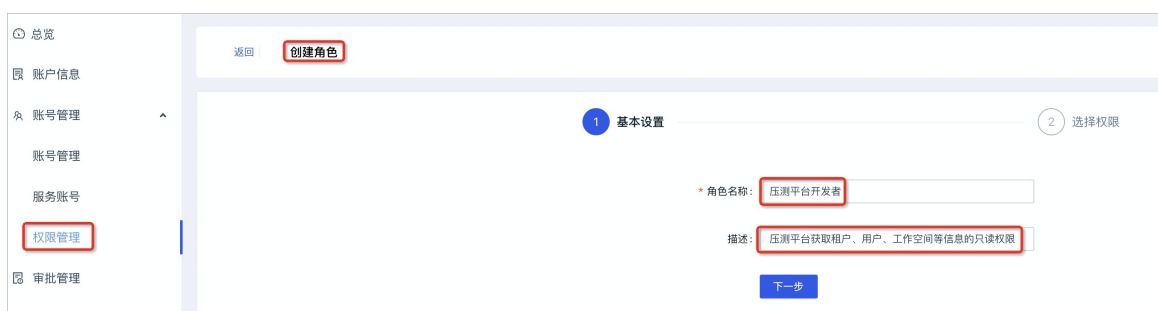 总览
账户信息
账号管理
账号管理
服务账号
权限管理
审批管理
返回 创建角色
1 基本设置 2 选择权限
* 角色名称: 压测平台开发者
描述: 压测平台获取租户、用户、工作空间等信息的只读权限
下一步